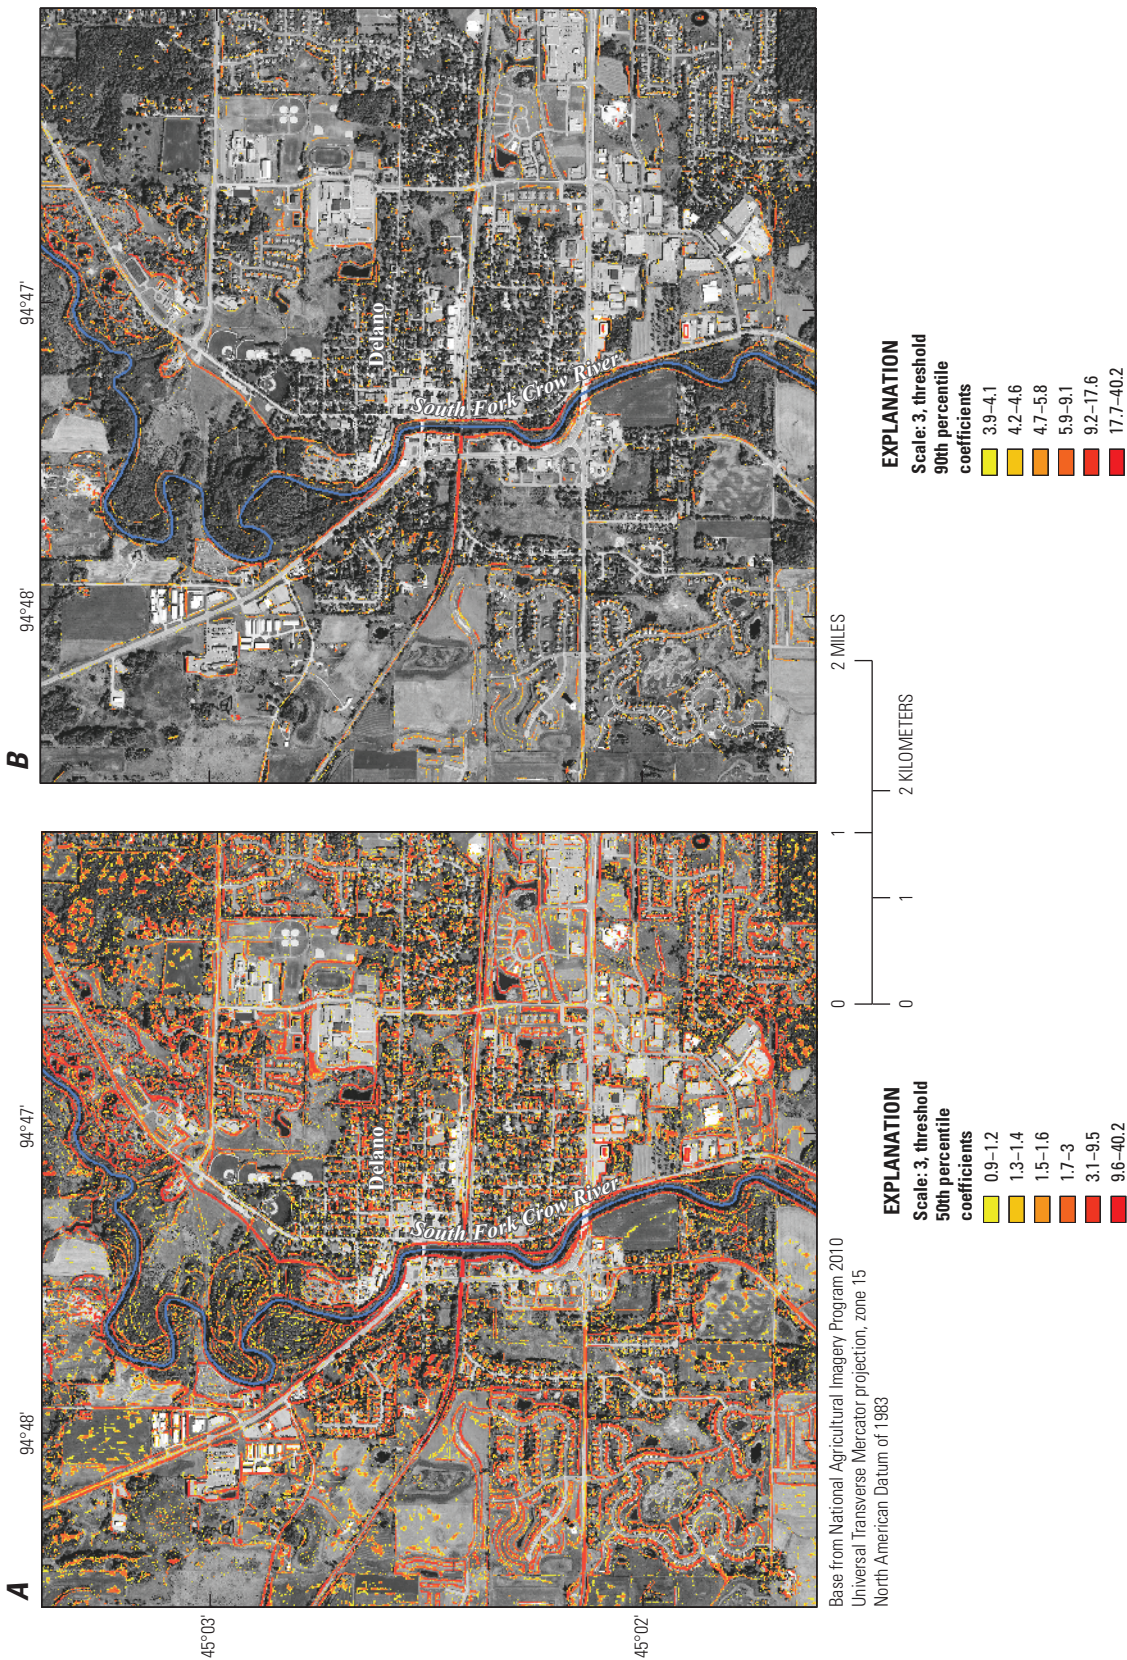 A
94°48'
94°47'
45°03'
45°02'
Delano
South Fork Crow River
B
94°48'
94°47'
Delano
South Fork Crow River
Base from National Agricultural Imagery Program 2010
Universal Transverse Mercator projection, zone 15
North American Datum of 1983
0
1
2 MILES
0
1
2 KILOMETERS
EXPLANATION
Scale: 3, threshold
50th percentile
coefficients
0.9–1.2
1.3–1.4
1.5–1.6
1.7–3
3.1–9.5
9.6–40.2
EXPLANATION
Scale: 3, threshold
90th percentile
coefficients
3.9–4.1
4.2–4.6
4.7–5.8
5.9–9.1
9.2–17.6
17.7–40.2